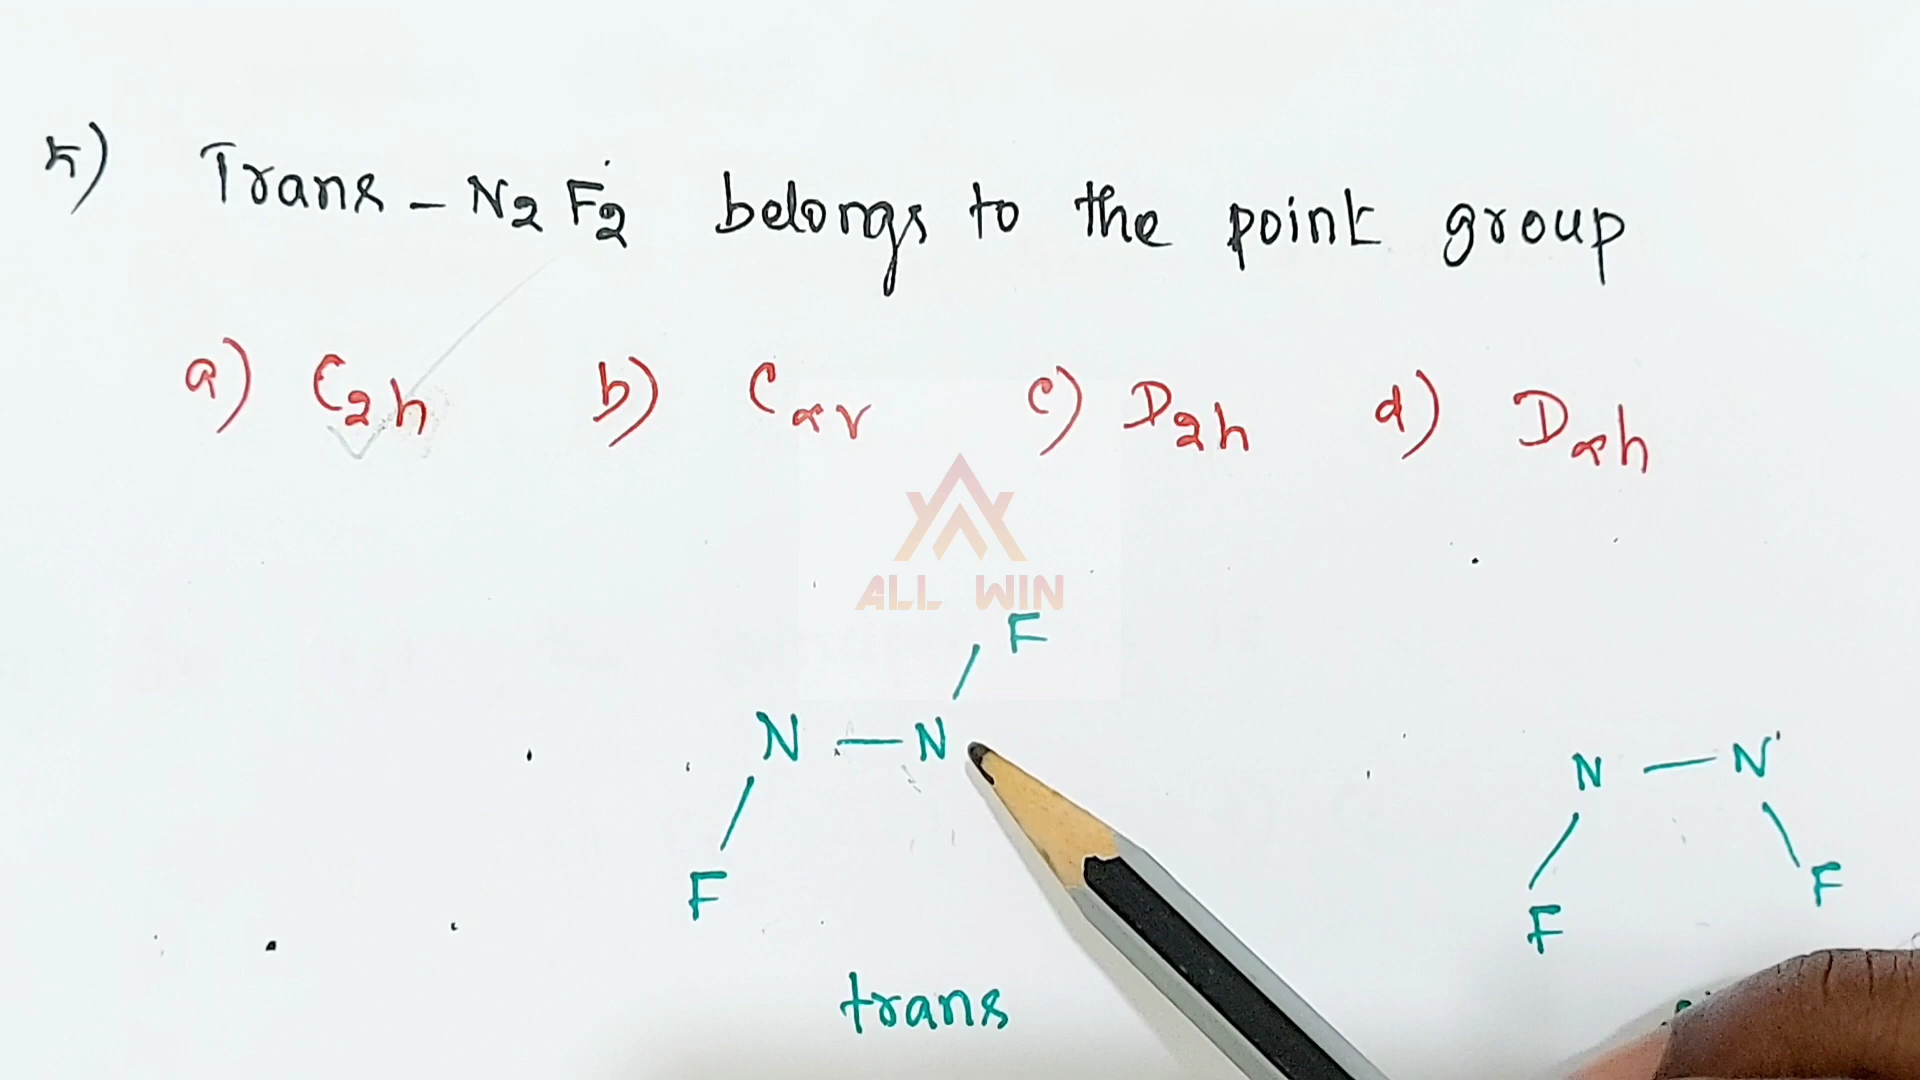 5) Trans - N2 F2 belongs to the point group
a) C2h b) C∝v c) D2h d) D∝h
ALL WIN
F
N — N
F
trans
N — N
F
F